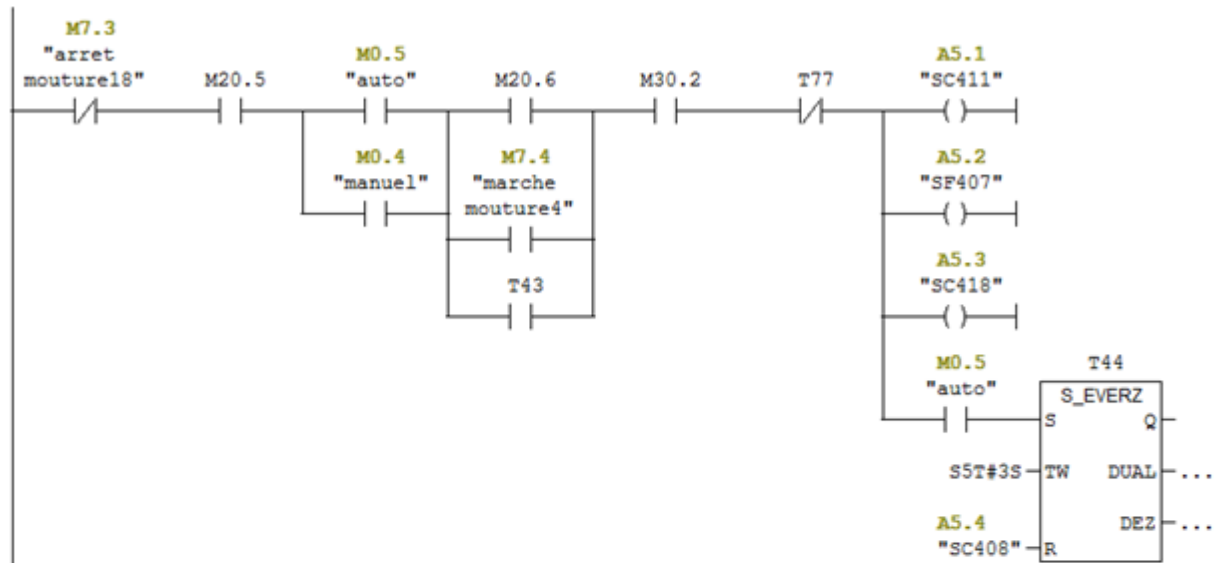 M7.3
"arret
mouture18"
M20.5
M0.5
"auto"
M20.6
M30.2
T77
A5.1
"SC411"
M0.4
"manuel"
M7.4
"marche
mouture4"
A5.2
"SF407"
T43
A5.3
"SC418"
M0.5
"auto"
T44
S_EVERZ
S Q
S5T#3S TW DUAL ...
A5.4
"SC408" R
DEZ ...